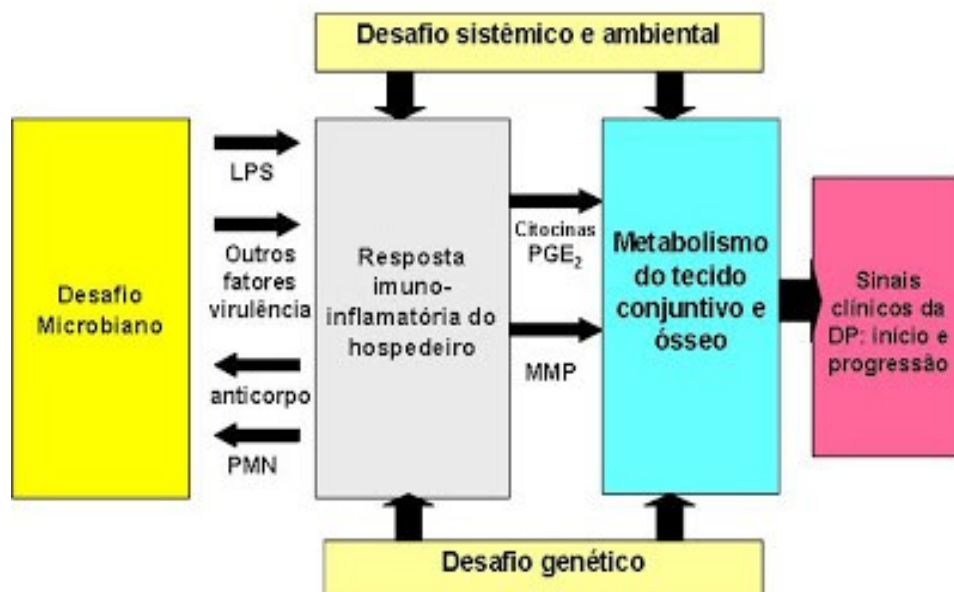 Desafio sistêmico e ambiental
Desafio
Microbiano
LPS
Outros
fatores
virulência
anticorpo
PMN
Resposta
imuno-
inflamatória do
hospedeiro
Citocinas
PGE₂
MMP
Metabolismo
do tecido
conjuntivo e
ósseo
Sinais
clínicos da
DP: início e
progressão
Desafio genético